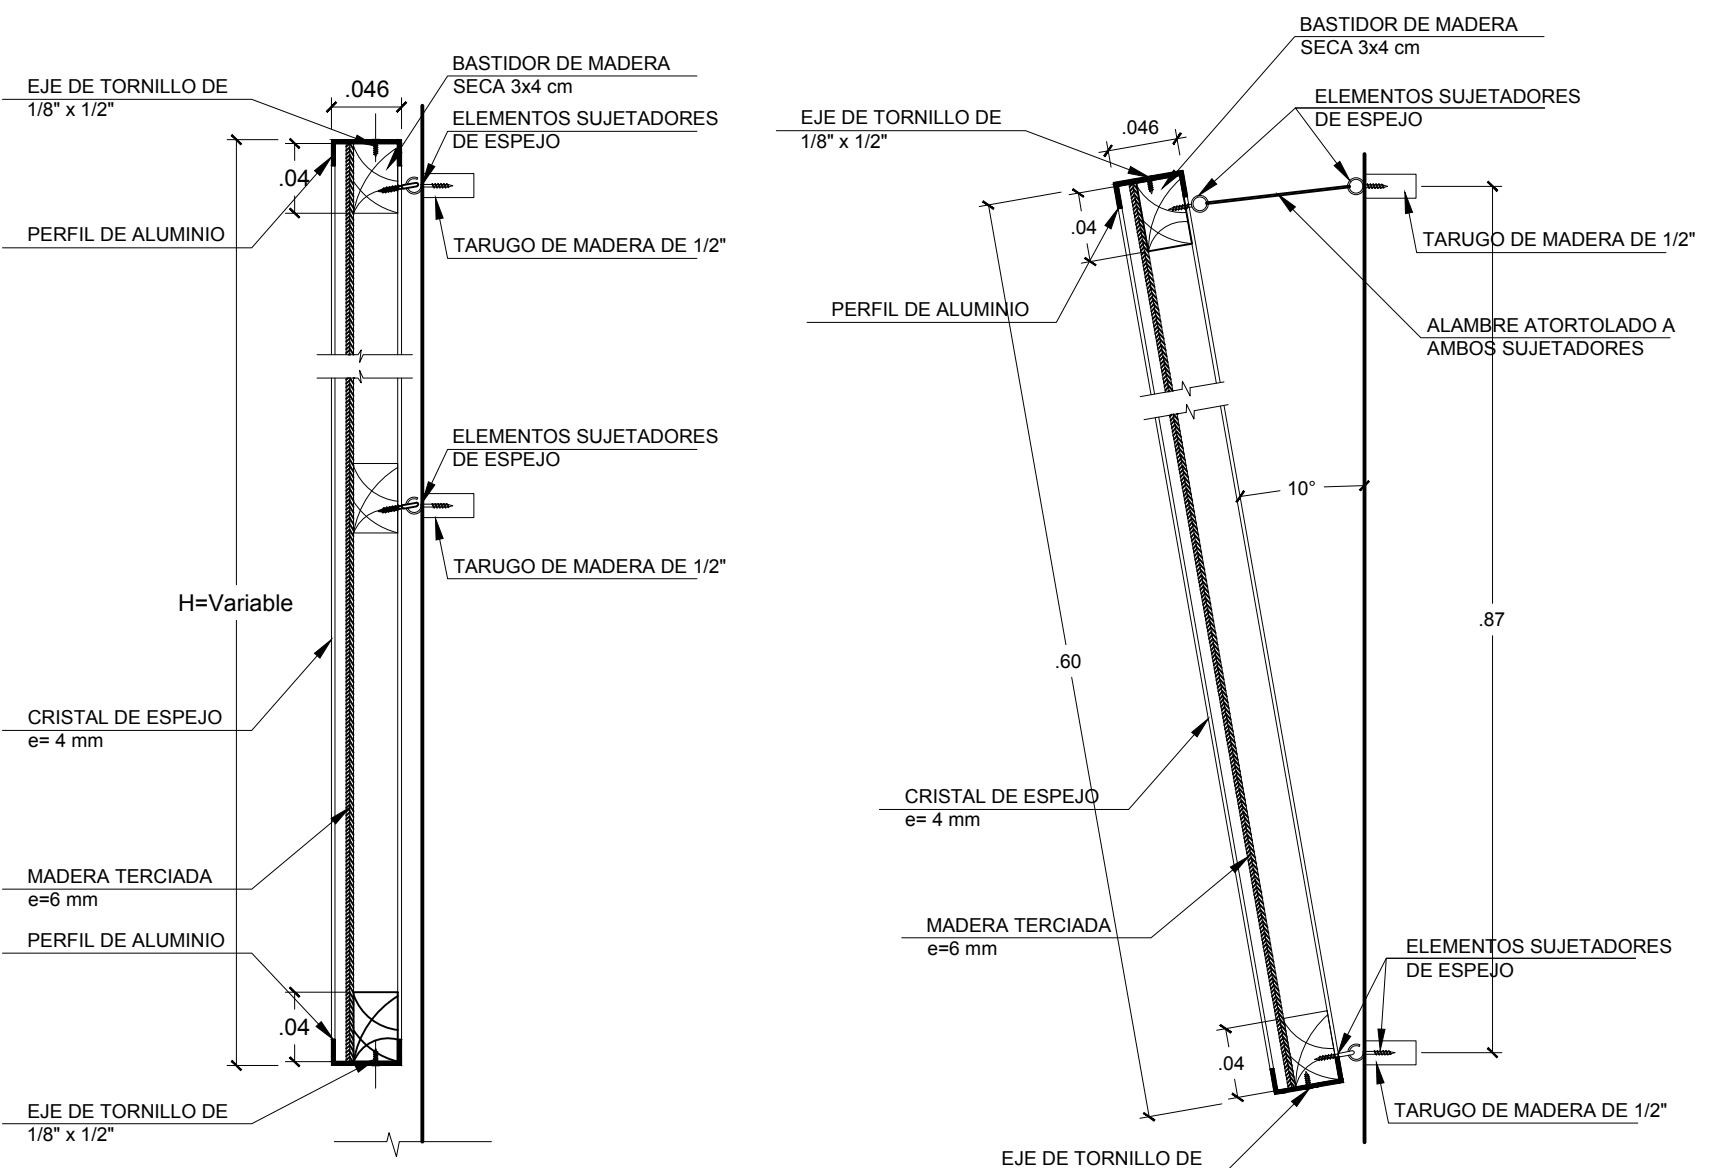 EJE DE TORNILLO DE
1/8" x 1/2"
.046
BASTIDOR DE MADERA
SECA 3x4 cm
ELEMENTOS SUJETADORES
DE ESPEJO
.04
PERFIL DE ALUMINIO
TARUGO DE MADERA DE 1/2"
ELEMENTOS SUJETADORES
DE ESPEJO
TARUGO DE MADERA DE 1/2"
H=Variable
CRISTAL DE ESPEJO
e= 4 mm
MADERA TERCIADA
e=6 mm
PERFIL DE ALUMINIO
.04
EJE DE TORNILLO DE
1/8" x 1/2"
BASTIDOR DE MADERA
SECA 3x4 cm
ELEMENTOS SUJETADORES
DE ESPEJO
EJE DE TORNILLO DE
1/8" x 1/2"
.046
.04
TARUGO DE MADERA DE 1/2"
PERFIL DE ALUMINIO
ALAMBRE ATORTOLADO A
AMBOS SUJETADORES
10°
.87
.60
CRISTAL DE ESPEJO
e= 4 mm
MADERA TERCIADA
e=6 mm
ELEMENTOS SUJETADORES
DE ESPEJO
.04
TARUGO DE MADERA DE 1/2"
EJE DE TORNILLO DE